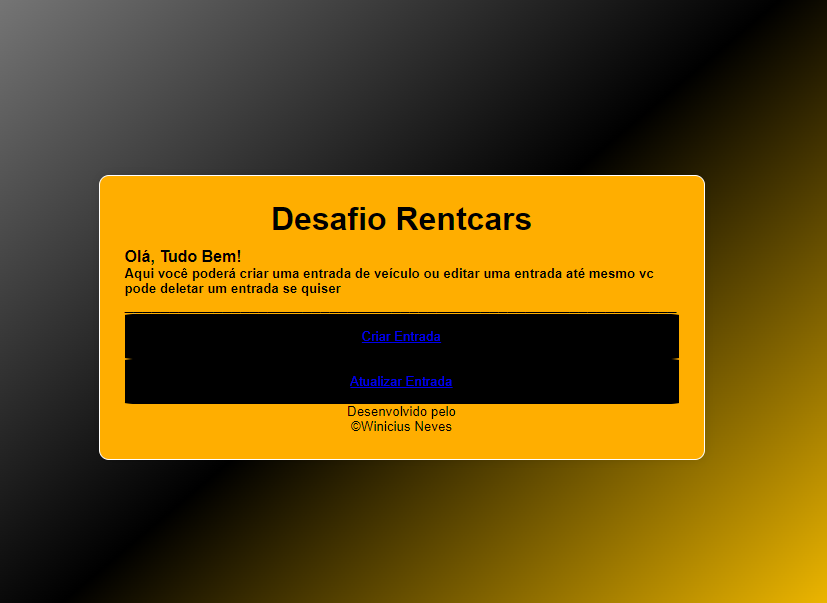 Desafio Rentcars
Olá, Tudo Bem!
Aqui você poderá criar uma entrada de veículo ou editar uma entrada até mesmo vc
pode deletar um entrada se quiser
Criar Entrada
Atualizar Entrada
Desenvolvido pelo
©Winicius Neves